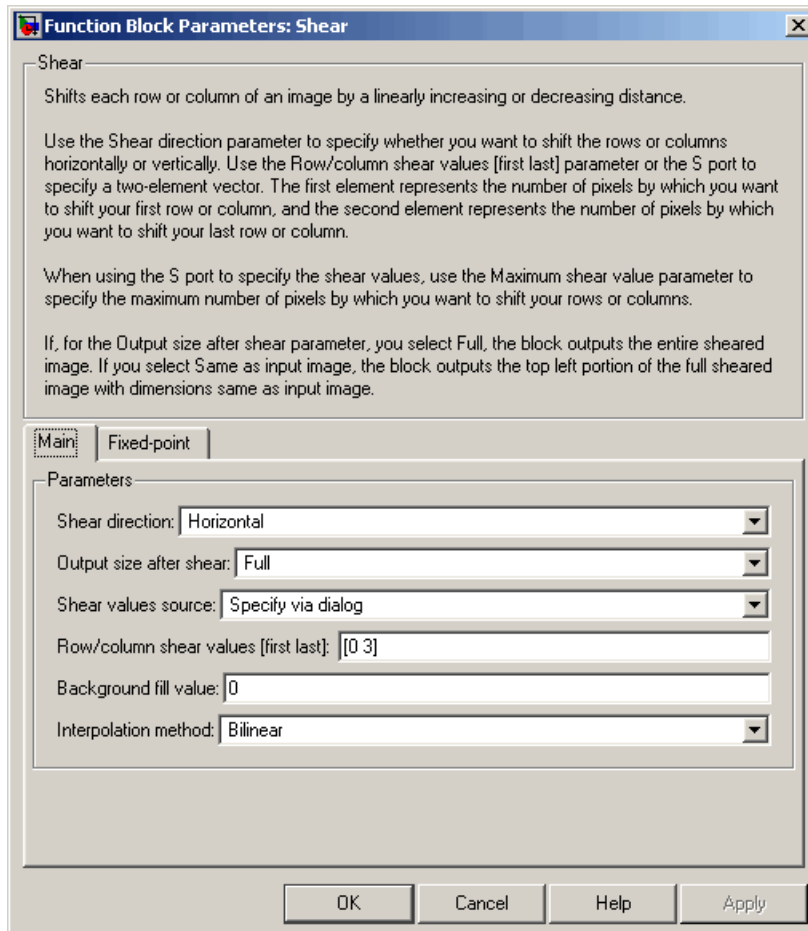 Function Block Parameters: Shear
Shear
Shifts each row or column of an image by a linearly increasing or decreasing distance.
Use the Shear direction parameter to specify whether you want to shift the rows or columns
horizontally or vertically. Use the Row/column shear values [first last] parameter or the S port to
specify a two-element vector. The first element represents the number of pixels by which you want
to shift your first row or column, and the second element represents the number of pixels by which
you want to shift your last row or column.
When using the S port to specify the shear values, use the Maximum shear value parameter to
specify the maximum number of pixels by which you want to shift your rows or columns.
If, for the Output size after shear parameter, you select Full, the block outputs the entire sheared
image. If you select Same as input image, the block outputs the top left portion of the full sheared
image with dimensions same as input image.
Main Fixed-point
Parameters
Shear direction: Horizontal
Output size after shear: Full
Shear values source: Specify via dialog
Row/column shear values [first last]: [0 3]
Background fill value: 0
Interpolation method: Bilinear
OK Cancel Help Apply